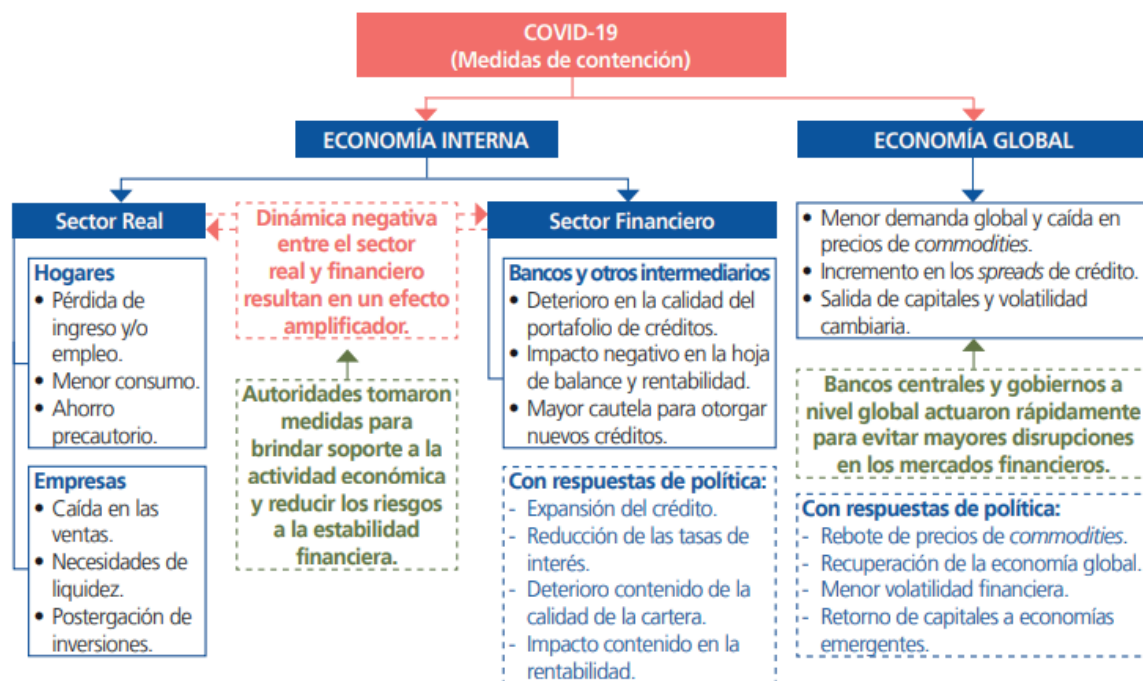 COVID-19
(Medidas de contención)
ECONOMÍA INTERNA
ECONOMÍA GLOBAL
Sector Real
Hogares
• Pérdida de
ingreso y/o
empleo.
• Menor consumo.
• Ahorro
precautorio.
Empresas
• Caída en las
ventas.
• Necesidades de
liquidez.
• Postergación de
inversiones.
Dinámica negativa
entre el sector
real y financiero
resultan en un efecto
amplificador.
Autoridades tomaron
medidas para
brindar soporte a la
actividad económica
y reducir los riesgos
a la estabilidad
financiera.
Sector Financiero
Bancos y otros intermediarios
• Deterioro en la calidad del
portafolio de créditos.
• Impacto negativo en la hoja
de balance y rentabilidad.
• Mayor cautela para otorgar
nuevos créditos.
Con respuestas de política:
- Expansión del crédito.
- Reducción de las tasas de
interés.
- Deterioro contenido de la
calidad de la cartera.
- Impacto contenido en la
rentabilidad.
• Menor demanda global y caída en
precios de commodities.
• Incremento en los spreads de crédito.
• Salida de capitales y volatilidad
cambiaria.
Bancos centrales y gobiernos a
nivel global actuaron rápidamente
para evitar mayores disrupciones
en los mercados financieros.
Con respuestas de política:
- Rebote de precios de commodities.
- Recuperación de la economía global.
- Menor volatilidad financiera.
- Retorno de capitales a economías
emergentes.